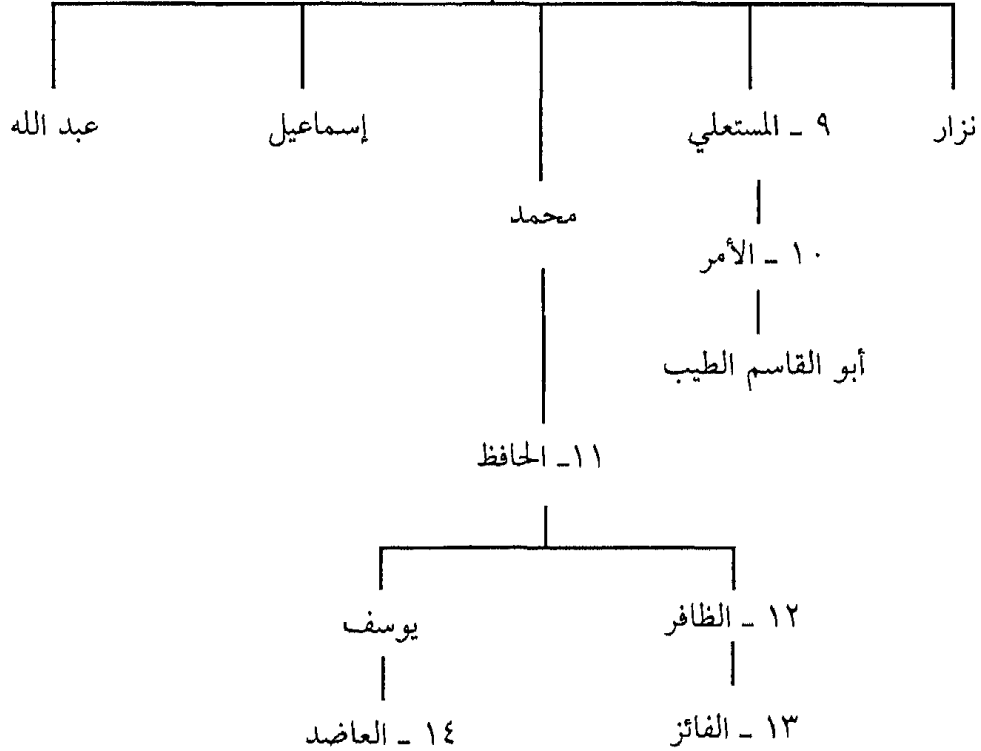 نزار ٩ ـ المستعلي إسماعيل عبد الله
محمد
١٠ ـ الأمر
أبو القاسم الطيب
١١ـ الحافظ
١٢ ـ الظافر يوسف
١٣ ـ الفائز ١٤ ـ العاضد